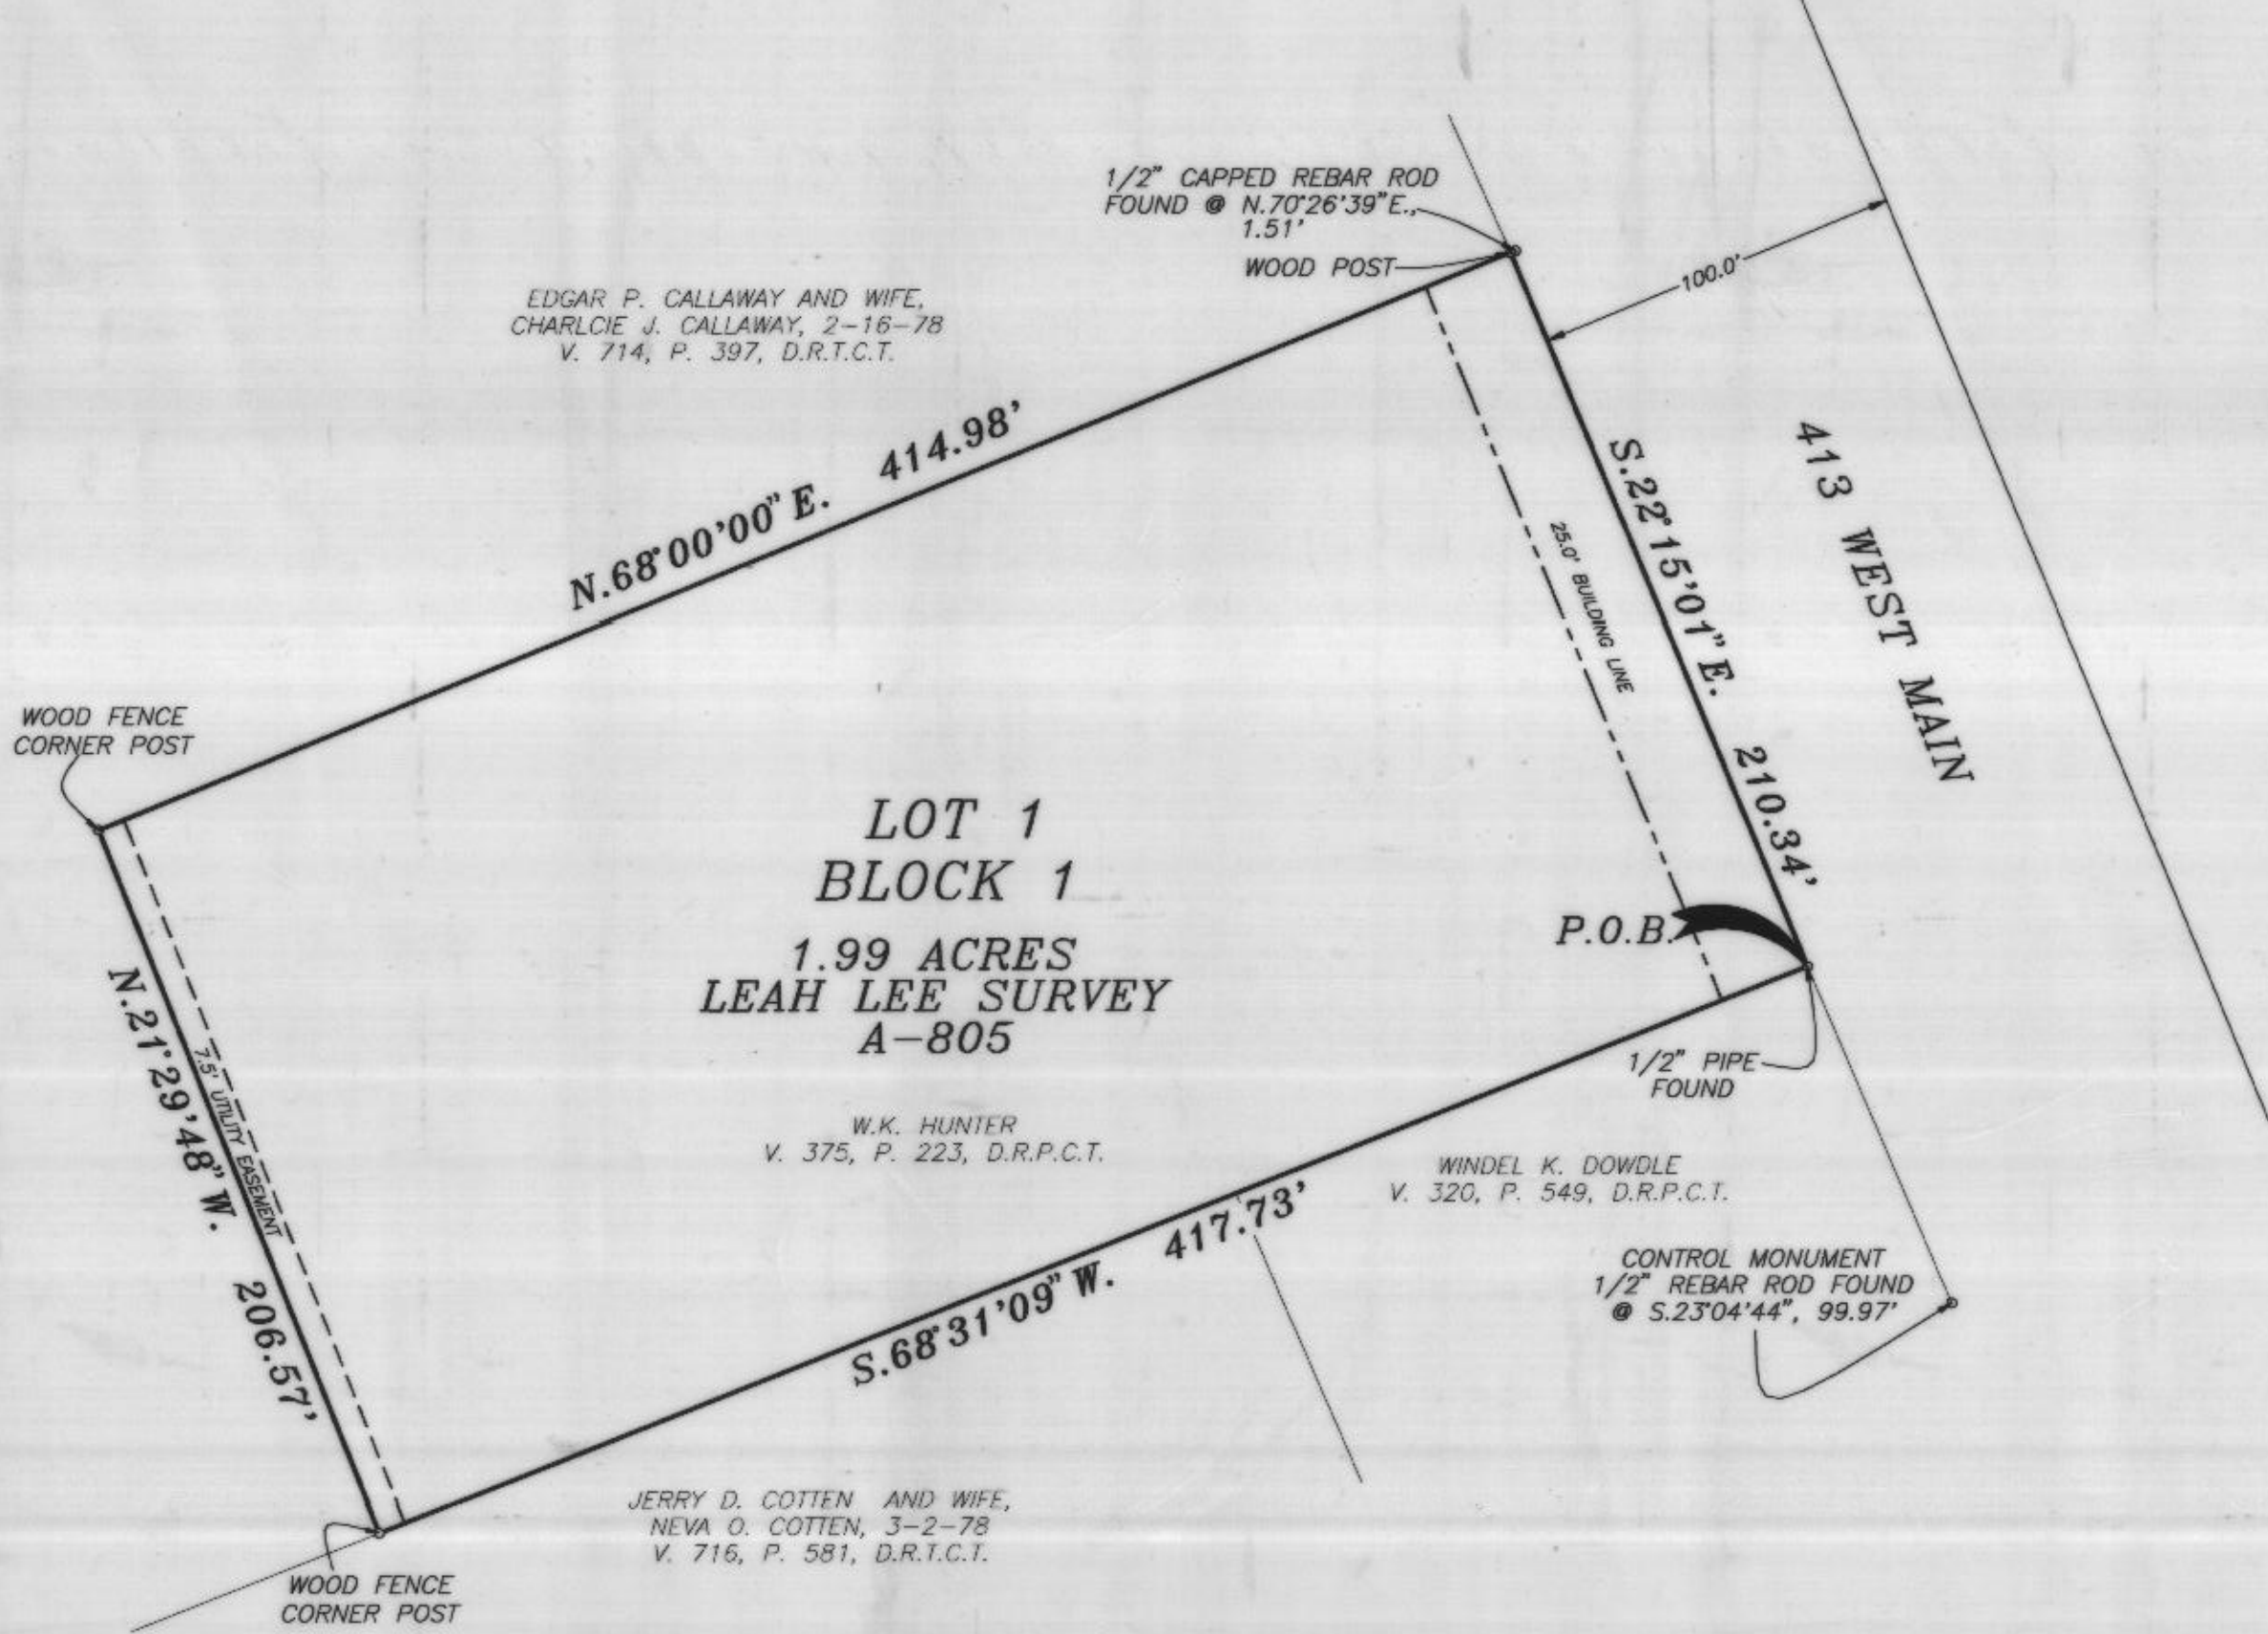 1/2" CAPPED REBAR ROD
FOUND @ N.70°26'39"E.,
1.51'
WOOD POST
100.0'
EDGAR P. CALLAWAY AND WIFE,
CHARLCIE J. CALLAWAY, 2-16-78
V. 714, P. 397, D.R.T.C.T.
N.68°00'00"E. 414.98'
S.22°15'01"E. 210.34'
413 WEST MAIN
25.0' BUILDING LINE
WOOD FENCE
CORNER POST
LOT 1
BLOCK 1
1.99 ACRES
LEAH LEE SURVEY
A-805
P.O.B.
N.21°29'48"W. 206.57'
7.5' UTILITY EASEMENT
1/2" PIPE
FOUND
W.K. HUNTER
V. 375, P. 223, D.R.P.C.T.
WINDEL K. DOWDLE
V. 320, P. 549, D.R.P.C.T.
S.68°31'09"W. 417.73'
CONTROL MONUMENT
1/2" REBAR ROD FOUND
@ S.23°04'44", 99.97'
JERRY D. COTTEN AND WIFE,
NEVA O. COTTEN, 3-2-78
V. 716, P. 581, D.R.T.C.T.
WOOD FENCE
CORNER POST